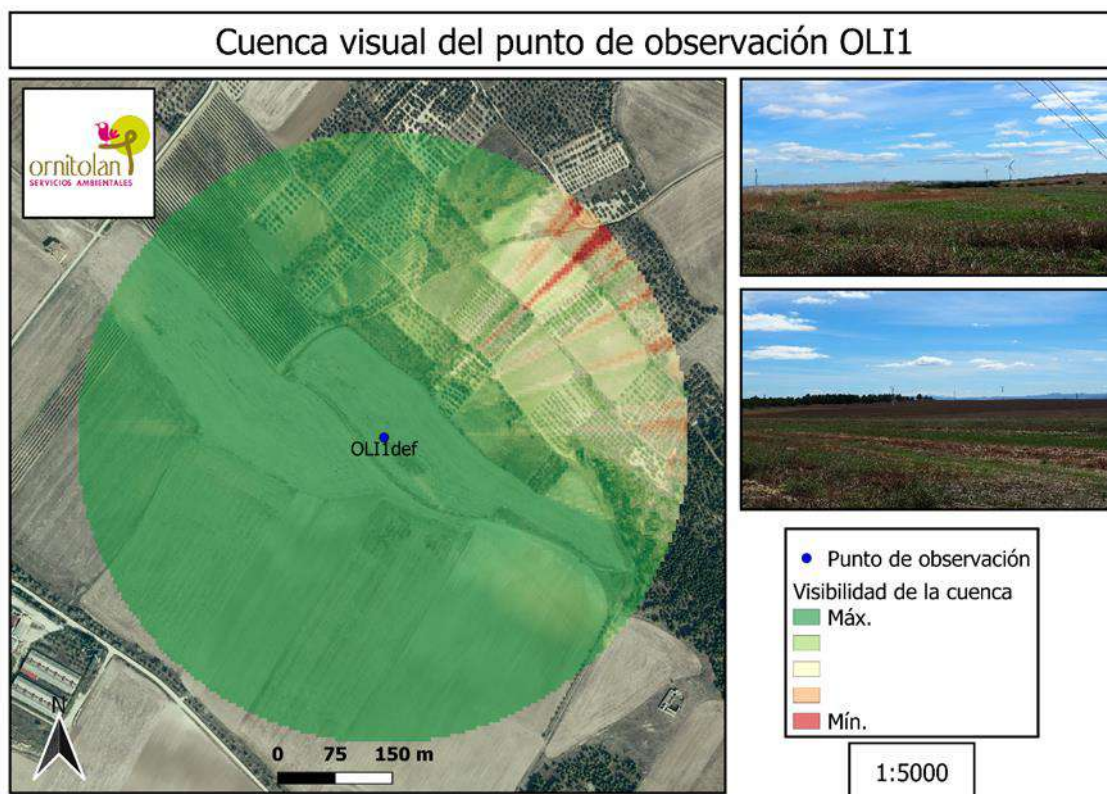 Cuenca visual del punto de observación OLI1
ornitolan
SERVICIOS AMBIENTALES
OLI1def
N
0 75 150 m
Punto de observación
Visibilidad de la cuenca
Máx.
Mín.
1:5000